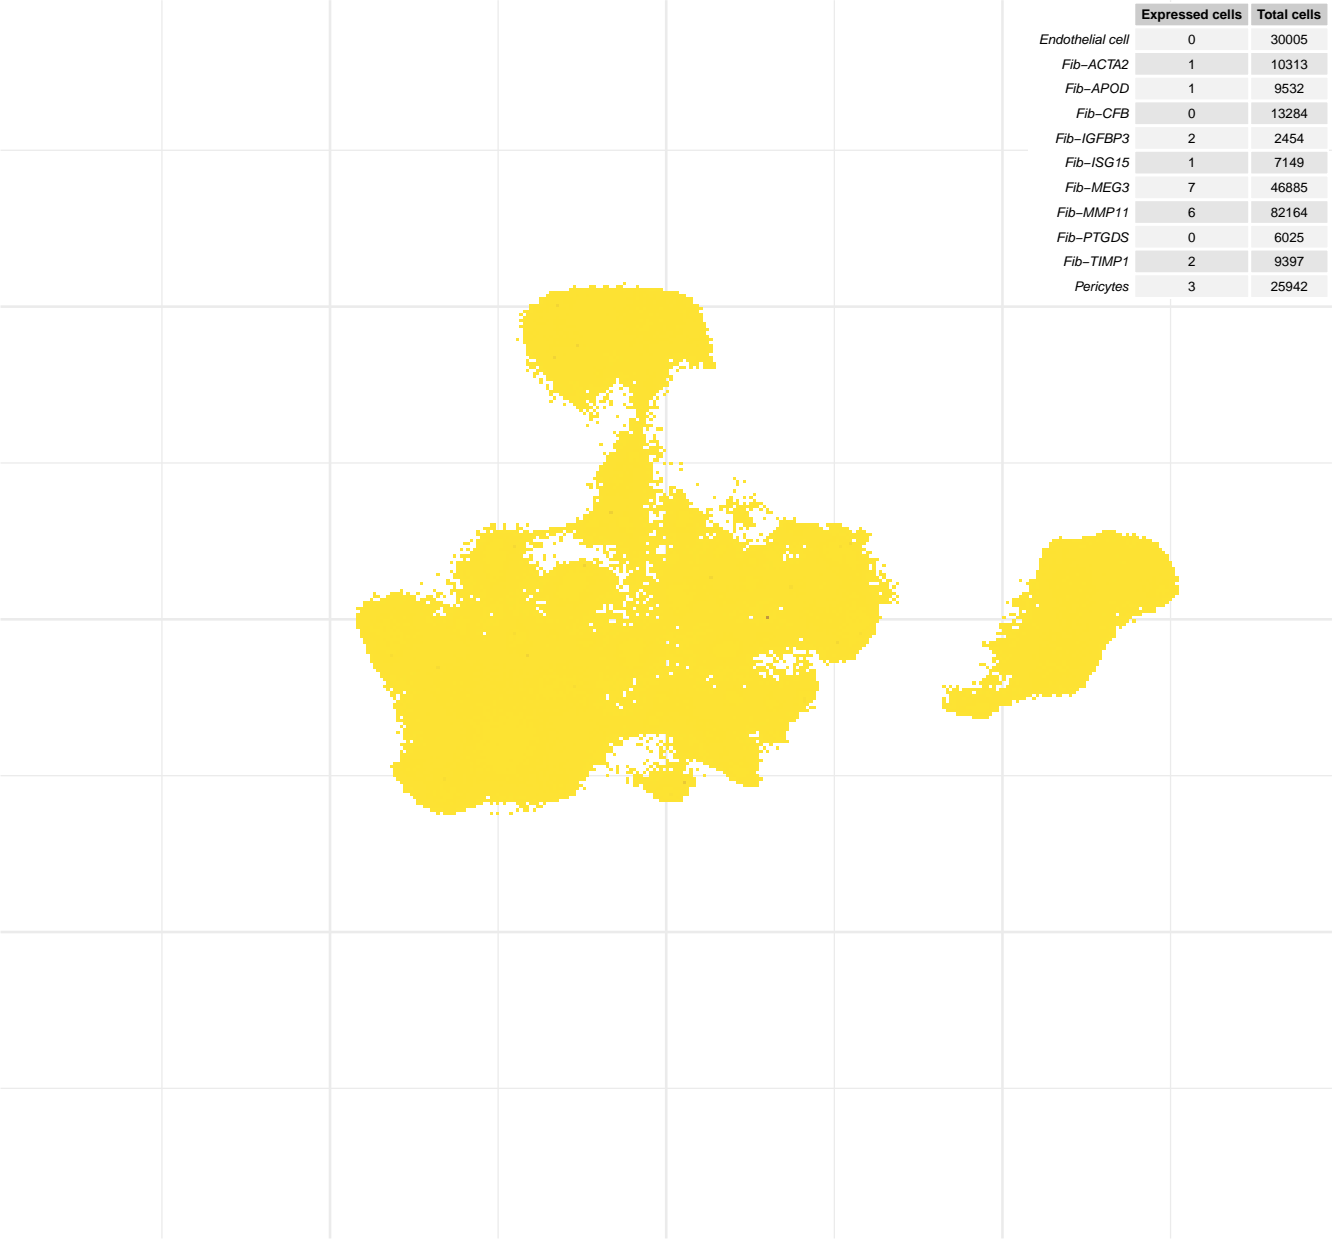 Expressed cells Total cells
Endothelial cell 0 30005
Fib−ACTA2 1 10313
Fib−APOD 1 9532
Fib−CFB 0 13284
Fib−IGFBP3 2 2454
Fib−ISG15 1 7149
Fib−MEG3 7 46885
Fib−MMP11 6 82164
Fib−PTGDS 0 6025
Fib−TIMP1 2 9397
Pericytes 3 25942